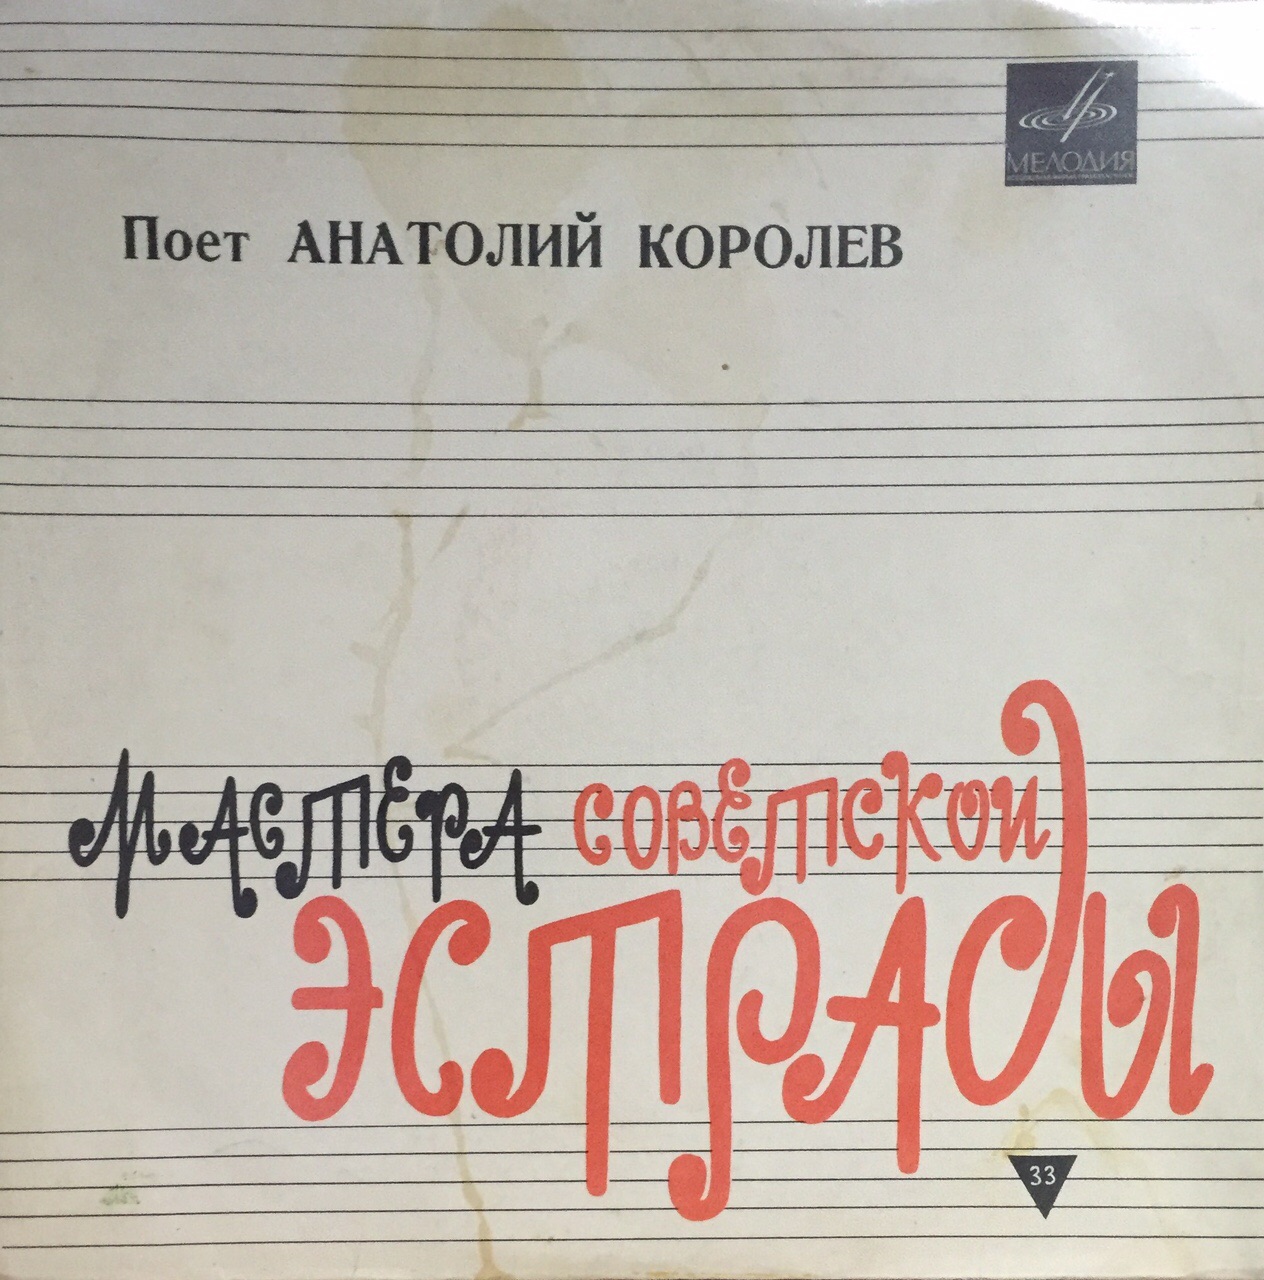 МЕЛОДИЯ
Поет АНАТОЛИЙ КОРОЛЕВ
МАСТЕРА СОВЕТСКОЙ
ЭСТРАДЫ
33